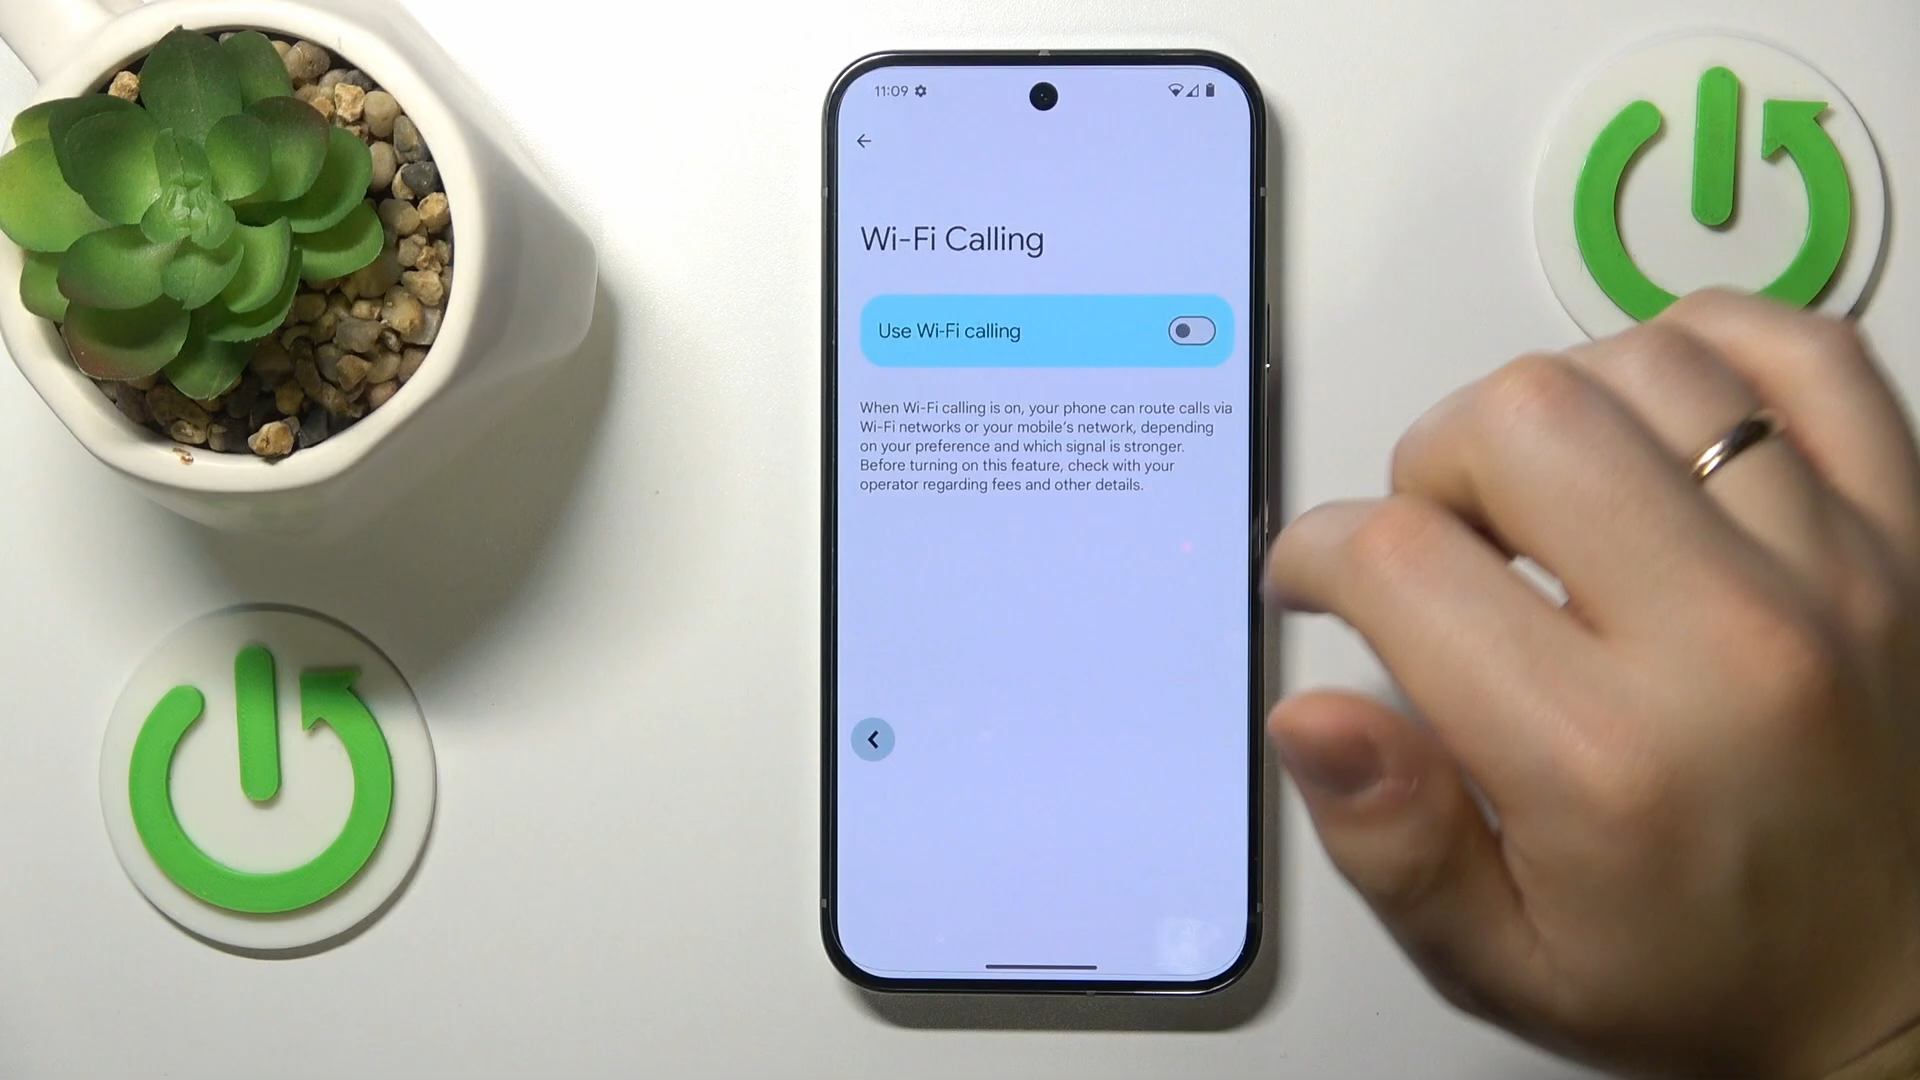 11:09
Wi-Fi Calling
Use Wi-Fi calling
When Wi-Fi calling is on, your phone can route calls via
Wi-Fi networks or your mobile's network, depending
on your preference and which signal is stronger.
Before turning on this feature, check with your
operator regarding fees and other details.